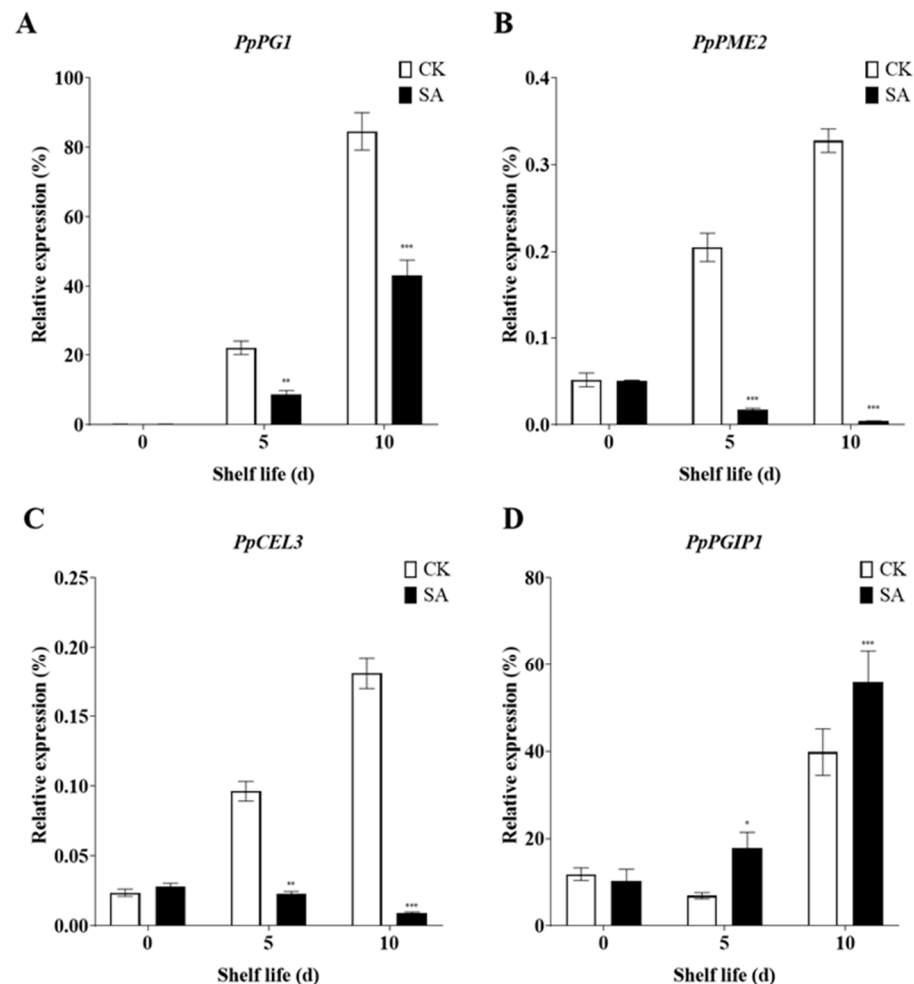 A
PpPG1
CK
SA
100
80
60
40
20
0
Relative expression (%)
**
***
0 5 10
Shelf life (d)
B
PpPME2
CK
SA
0.4
0.3
0.2
0.1
0.0
Relative expression (%)
***
***
0 5 10
Shelf life (d)
C
PpCEL3
CK
SA
0.25
0.20
0.15
0.10
0.05
0.00
Relative expression (%)
**
***
0 5 10
Shelf life (d)
D
PpPGIP1
CK
SA
80
60
40
20
0
Relative expression (%)
*
***
0 5 10
Shelf life (d)